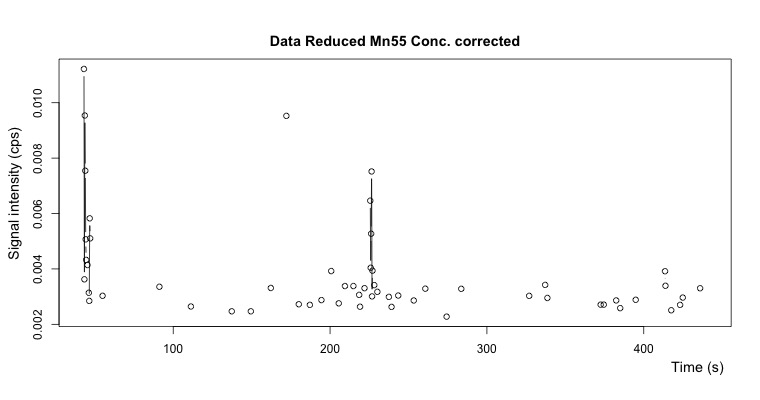 Data Reduced Mn55 Conc. corrected
Signal intensity (cps)
0.010
0.008
0.006
0.004
0.002
100 200 300 400
Time (s)